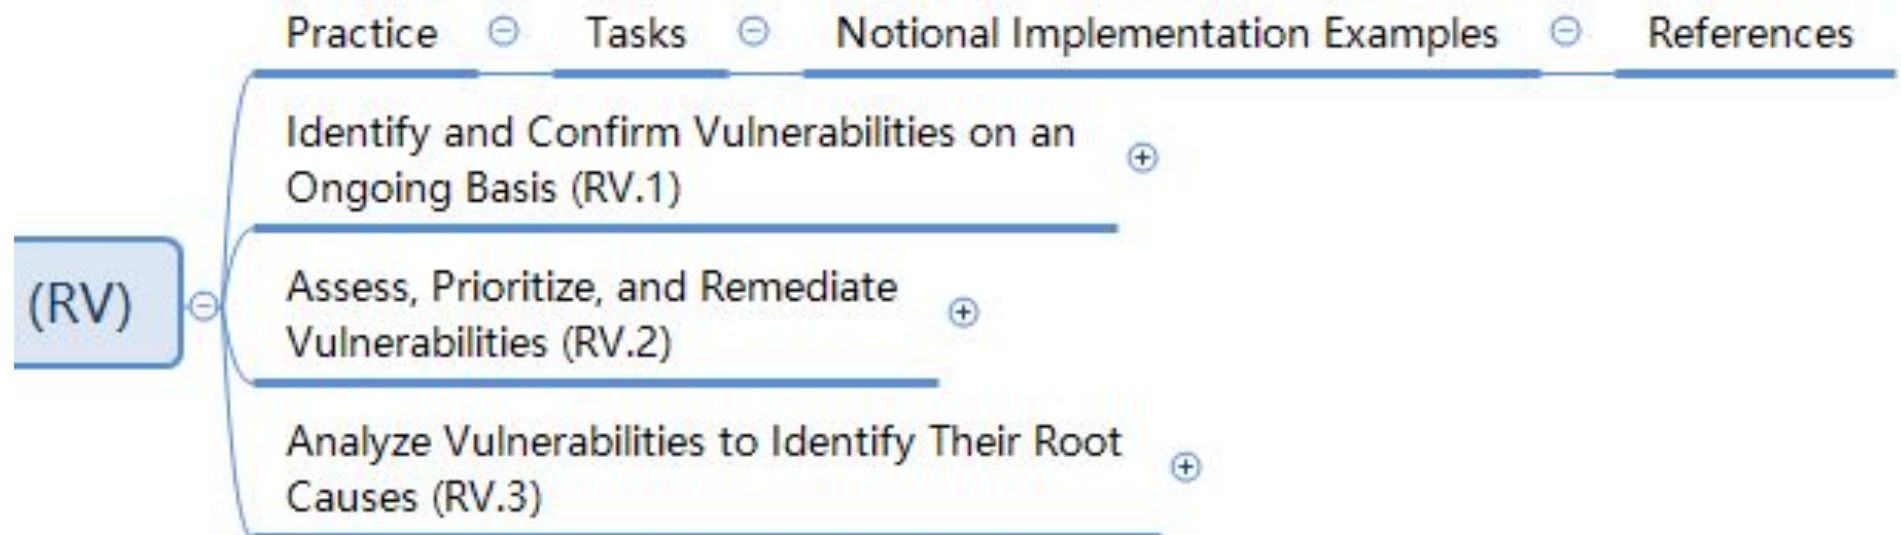 Practice Tasks Notional Implementation Examples References
Identify and Confirm Vulnerabilities on an
Ongoing Basis (RV.1)
(RV)
Assess, Prioritize, and Remediate
Vulnerabilities (RV.2)
Analyze Vulnerabilities to Identify Their Root
Causes (RV.3)